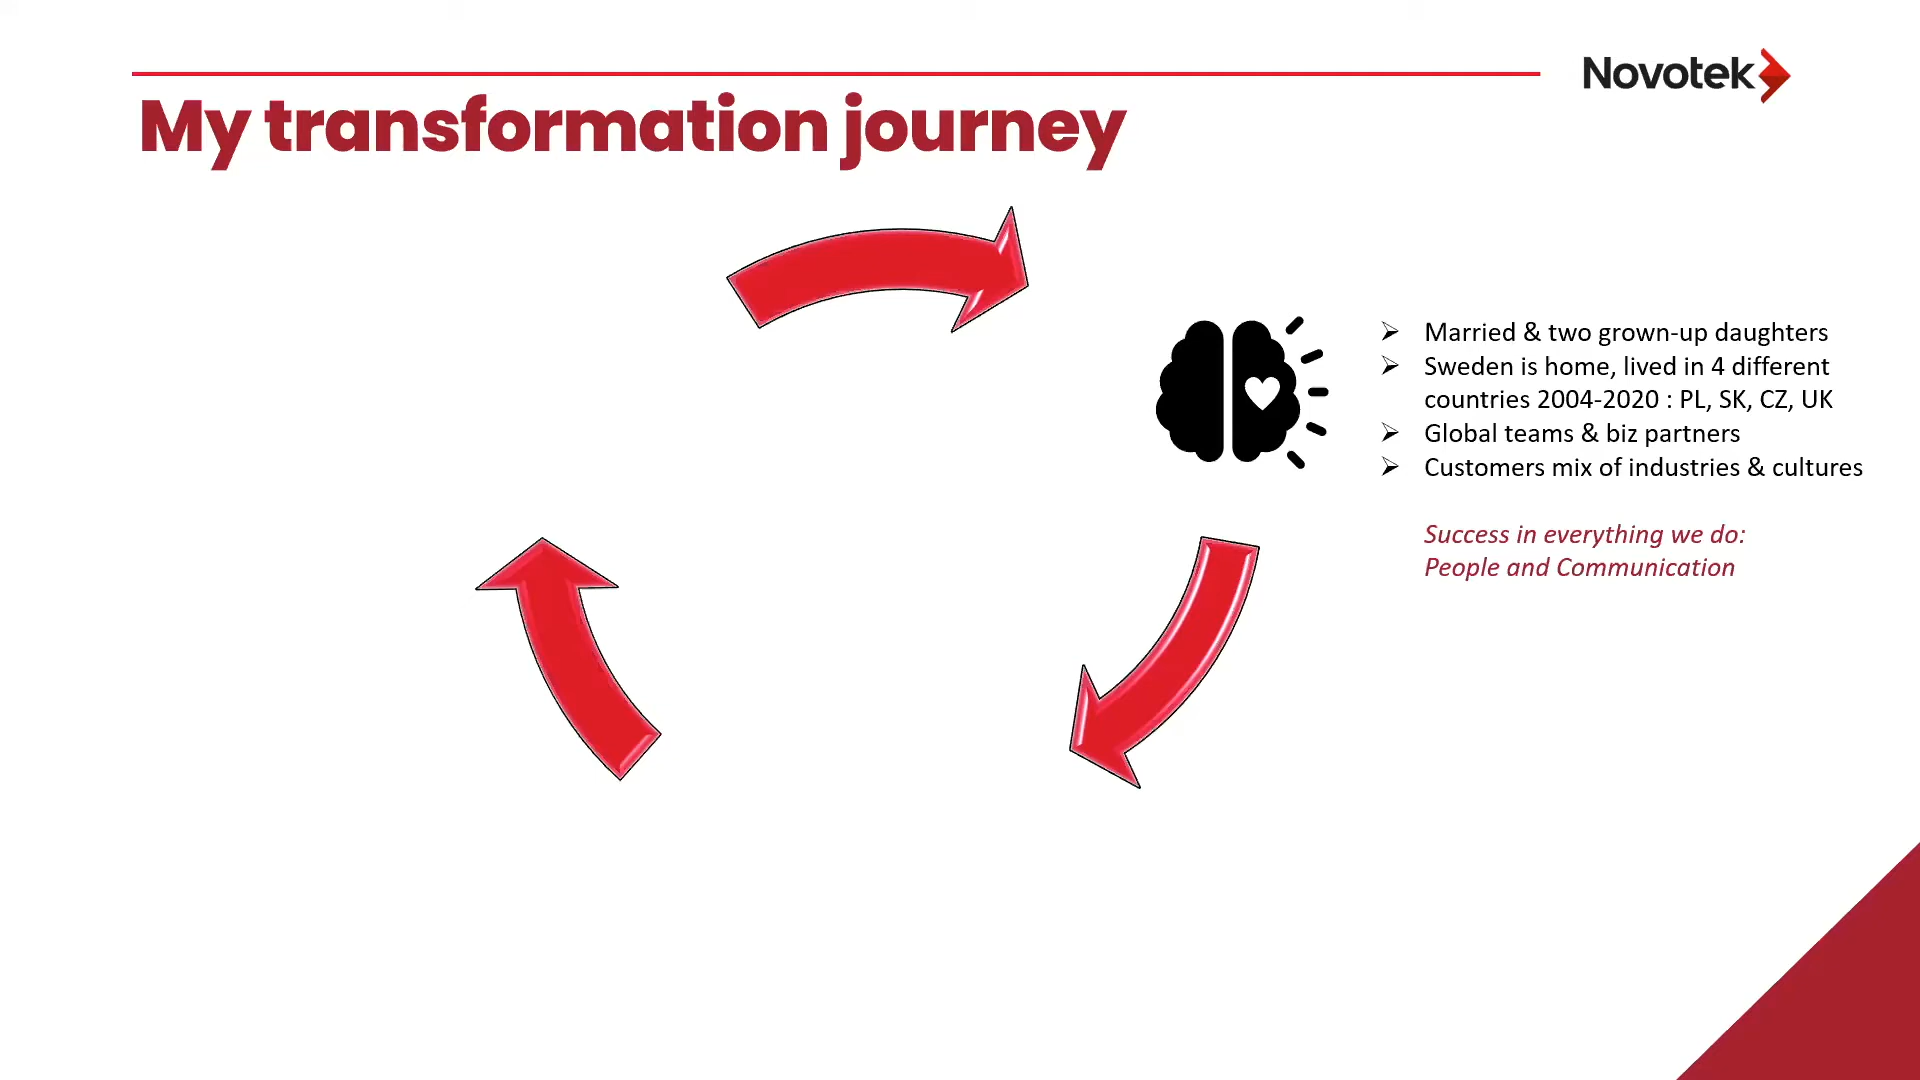 Novotek
My transformation journey
Married & two grown-up daughters
Sweden is home, lived in 4 different
countries 2004-2020 : PL, SK, CZ, UK
Global teams & biz partners
Customers mix of industries & cultures
Success in everything we do:
People and Communication